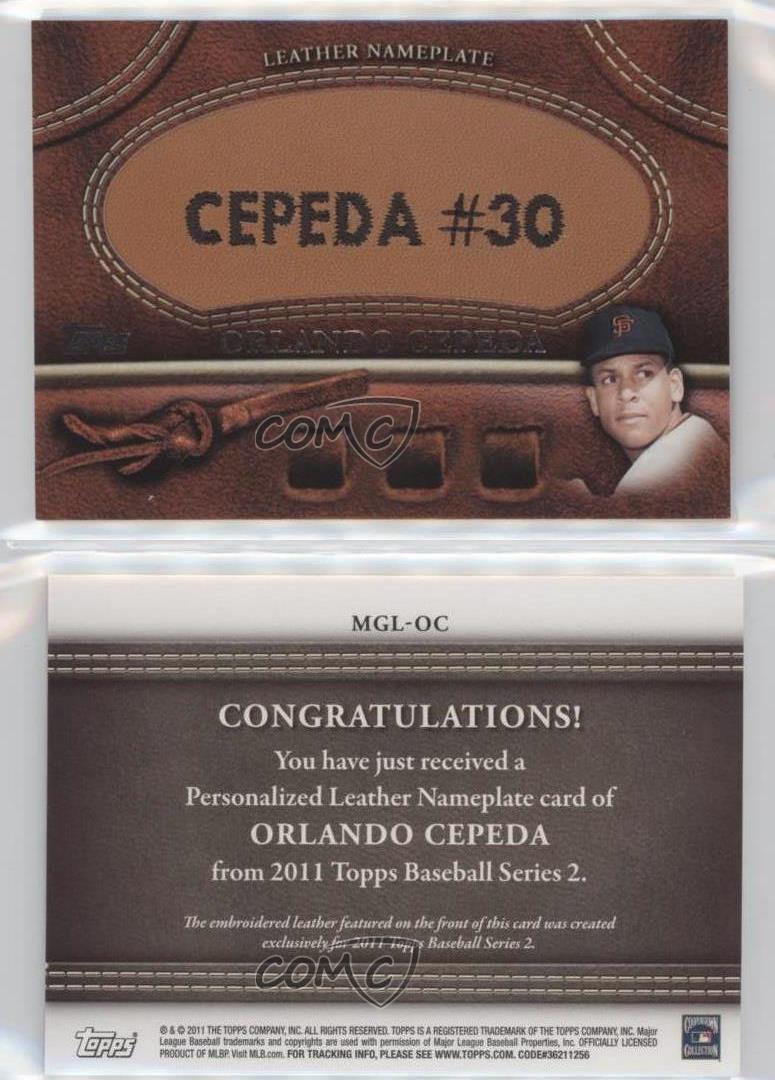 LEATHER NAMEPLATE
CEPEDA #30
Topps
ORLANDO CEPEDA
SF
COMC
MGL-OC
CONGRATULATIONS!
You have just received a
Personalized Leather Nameplate card of
ORLANDO CEPEDA
from 2011 Topps Baseball Series 2.
The embroidered leather featured on the front of this card was created
exclusively for 2011 Topps Baseball Series 2.
COMC
Topps
® & © 2011 THE TOPPS COMPANY, INC. ALL RIGHTS RESERVED. TOPPS IS A REGISTERED TRADEMARK OF THE TOPPS COMPANY, INC. Major
League Baseball trademarks and copyrights are used with permission of Major League Baseball Properties, Inc. OFFICIALLY LICENSED
PRODUCT OF MLBP. Visit MLB.com. FOR TRACKING INFO, PLEASE SEE WWW.TOPPS.COM. CODE#36211256
COOPERSTOWN
COLLECTION